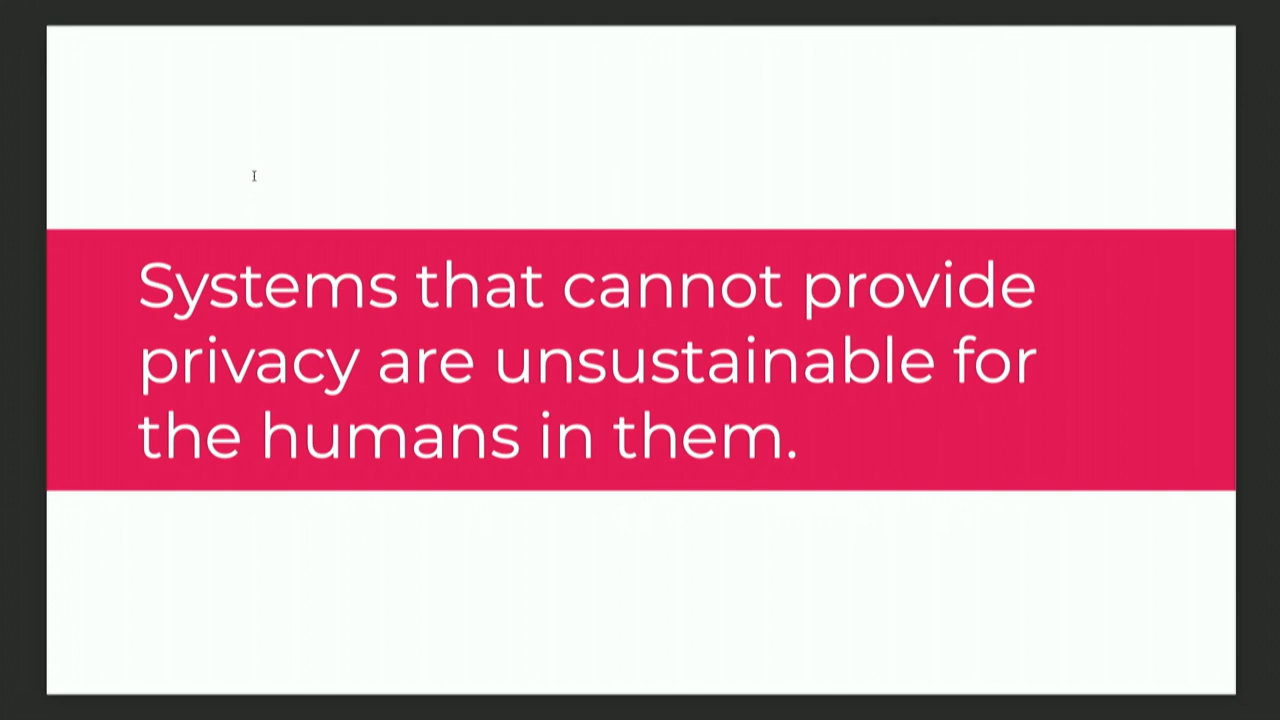 Systems that cannot provide
privacy are unsustainable for
the humans in them.